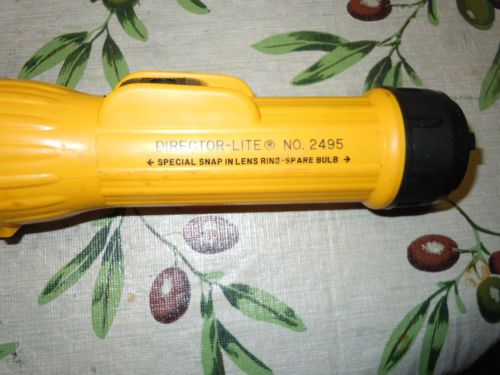 DIRECTOR-LITE® NO. 2495
← SPECIAL SNAP IN LENS RING-SPARE BULB →